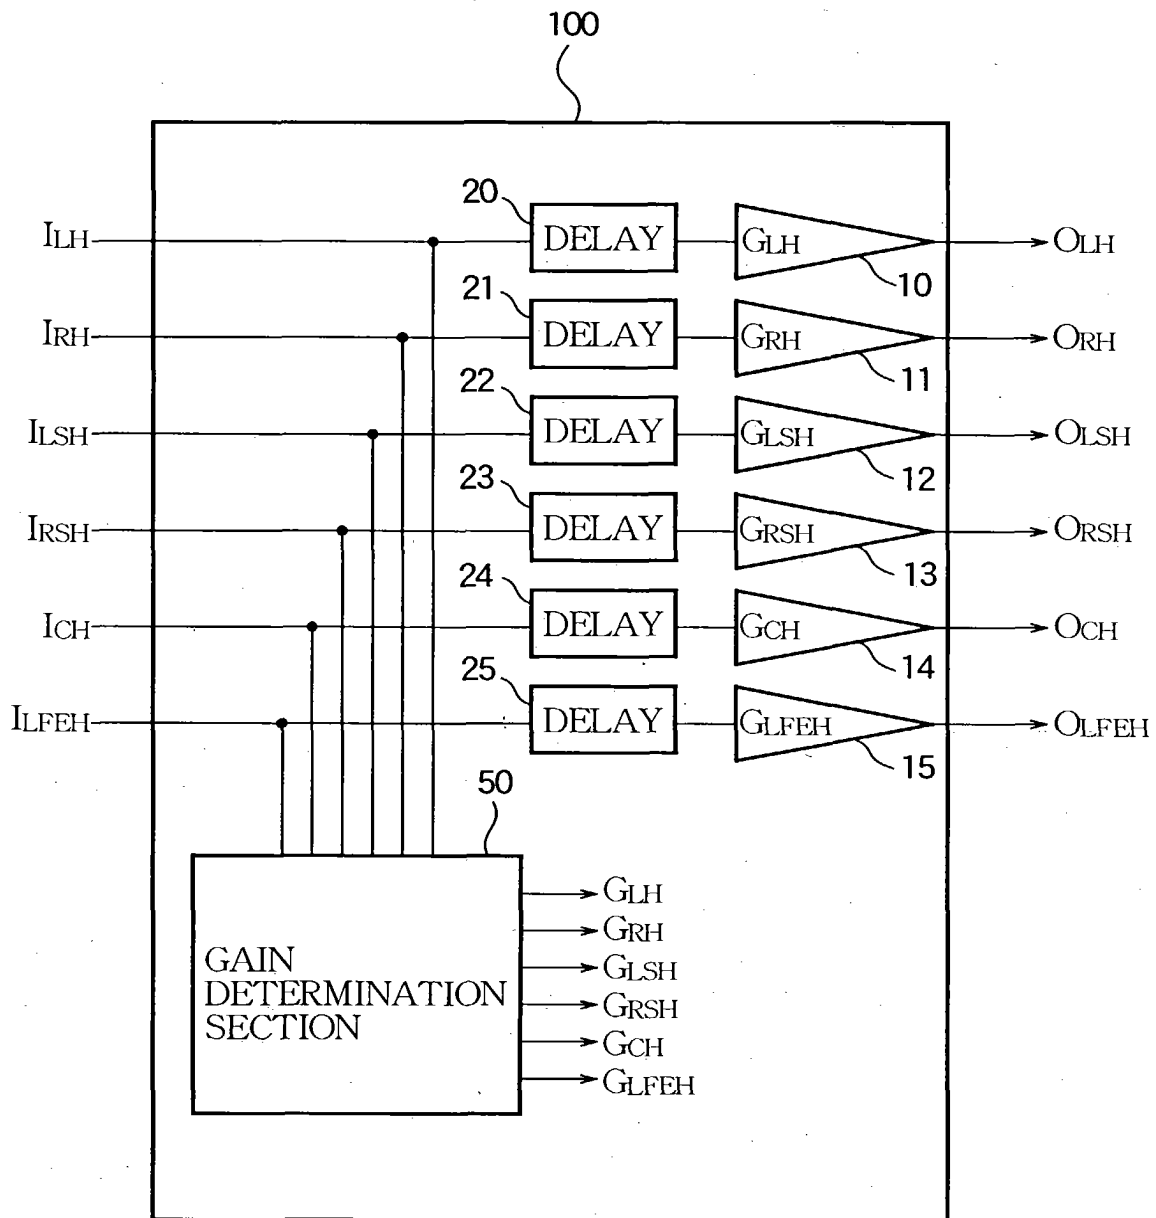 100
20
ILH DELAY GLH OLH
10
21
IRH DELAY GRH ORH
11
22
ILSH DELAY GLSH OLSH
12
23
IRSH DELAY GRSH ORSH
13
24
ICH DELAY GCH OCH
14
25
ILFEH DELAY GLFEH OLFEH
15
50
GAIN
DETERMINATION
SECTION
GLH
GRH
GLSH
GRSH
GCH
GLFEH